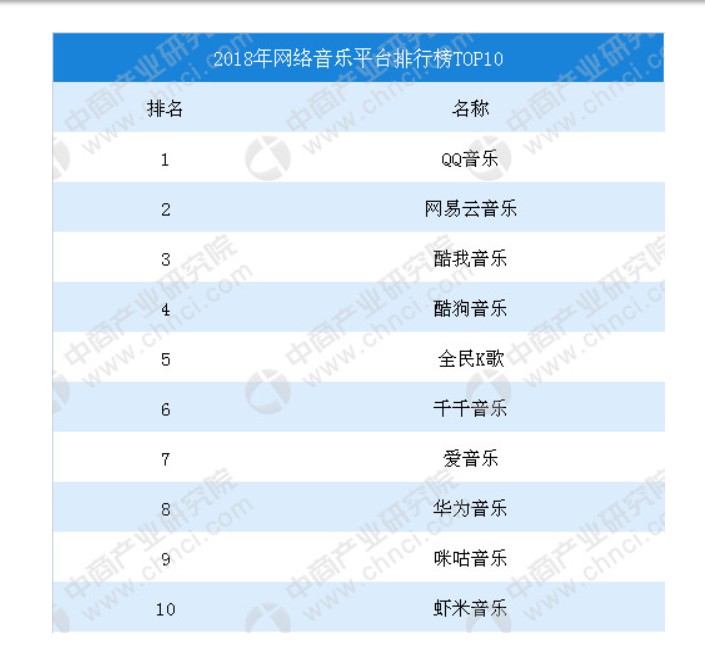 2018年网络音乐平台排行榜TOP10
排名 名称
1 QQ音乐
2 网易云音乐
3 酷我音乐
4 酷狗音乐
5 全民K歌
6 千千音乐
7 爱音乐
8 华为音乐
9 咪咕音乐
10 虾米音乐
中商产业研究院
www.chnci.com